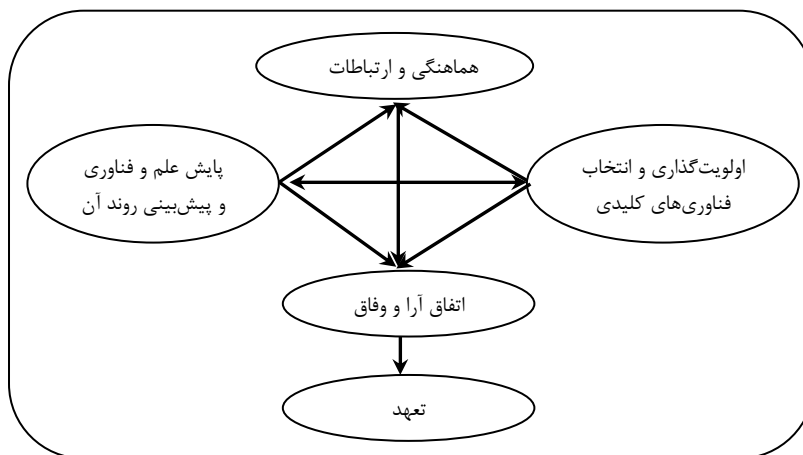 هماهنگی و ارتباطات
اولویت‌گذاری و انتخاب
فناوری‌های کلیدی
پایش علم و فناوری
و پیش‌بینی روند آن
اتفاق آرا و وفاق
تعهد